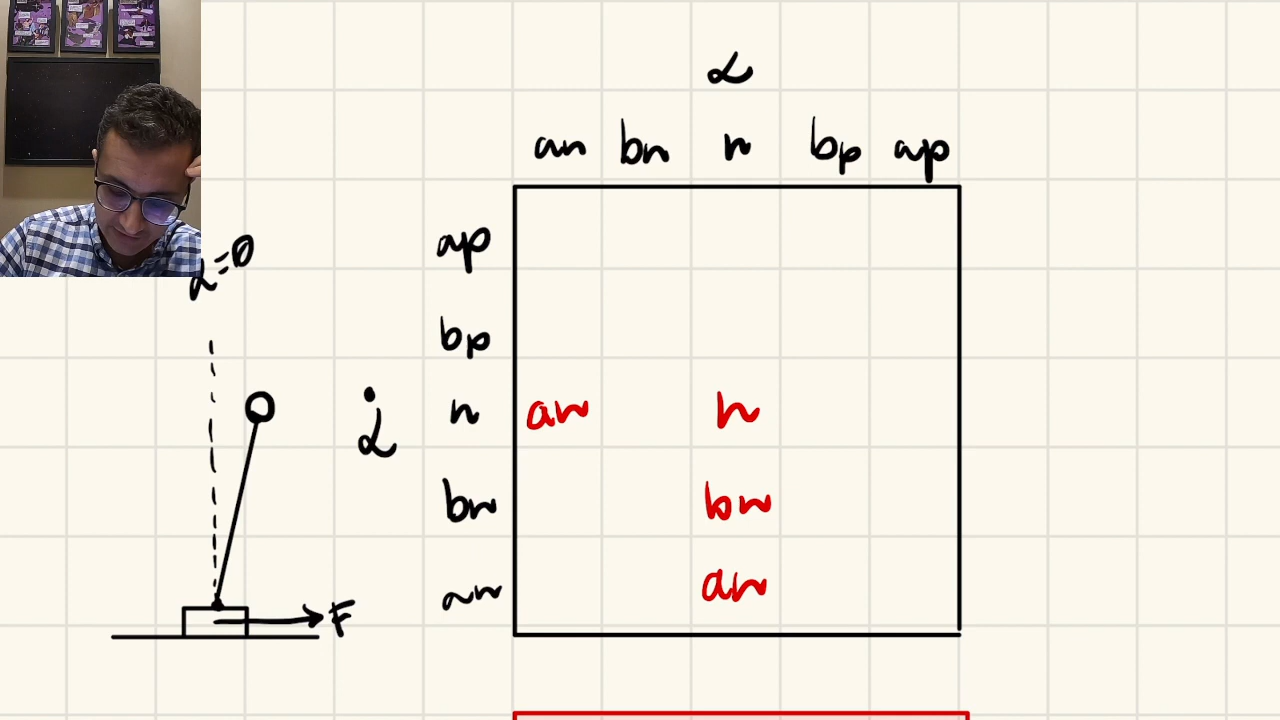 α
an bn n bp ap
α=0
ap
bp
α̇ n an n
bn bn
an an
F